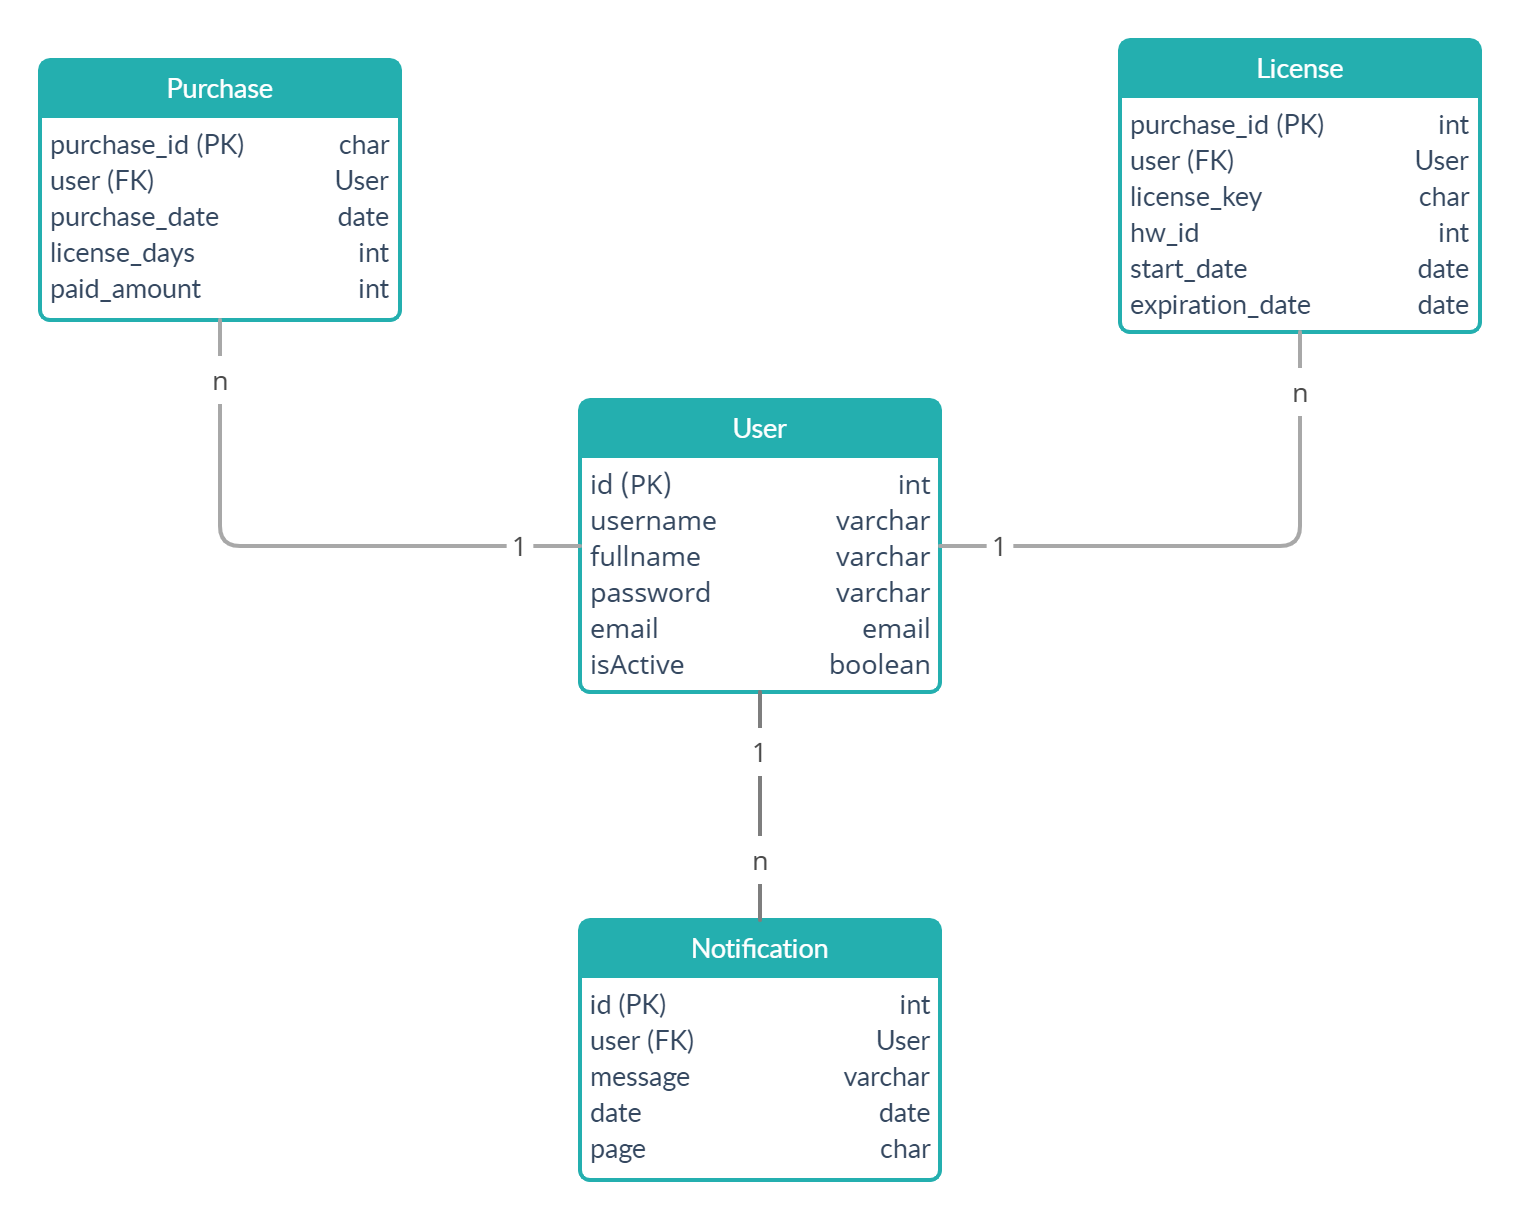 Purchase
purchase_id (PK) char
user (FK) User
purchase_date date
license_days int
paid_amount int
License
purchase_id (PK) int
user (FK) User
license_key char
hw_id int
start_date date
expiration_date date
n
n
User
id (PK) int
username varchar
fullname varchar
password varchar
email email
isActive boolean
1
1
1
n
Notification
id (PK) int
user (FK) User
message varchar
date date
page char